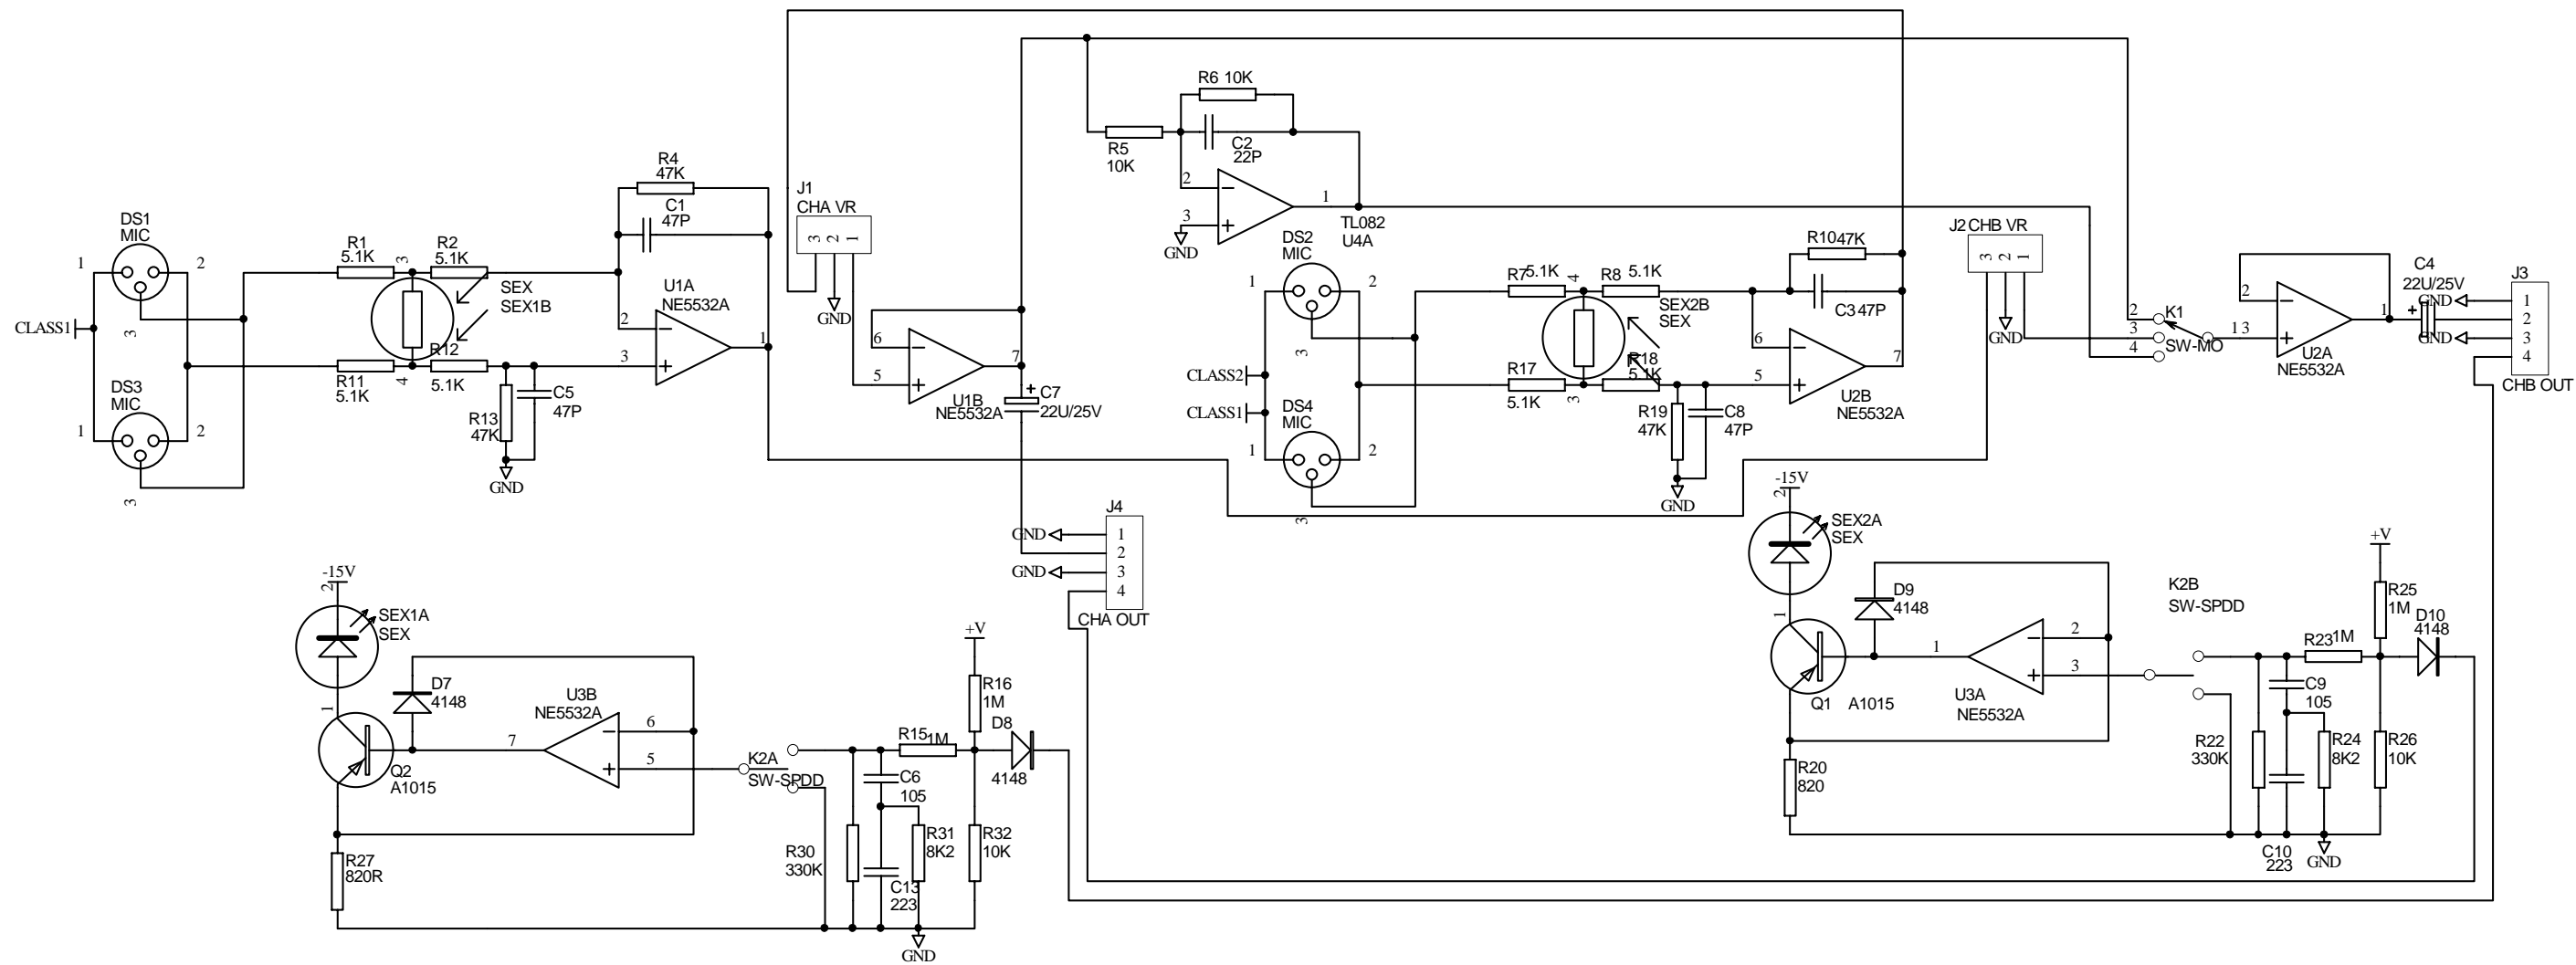 R6 10K
R5
10K
C2
22P
2
3
1
GND
TL082
U4A
R4
47K
C1
47P
J1
CHA VR
3 2 1
GND
DS1
MIC
1
2
3
CLASS1
DS3
MIC
1
2
3
R1
5.1K
3
R2
5.1K
SEX
SEX1B
R11
5.1K
4
R12
5.1K
R13
47K
C5
47P
GND
U1A
NE5532A
2
3
1
6
5
7
U1B
NE5532A
C7
22U/25V
+
DS2
MIC
1
2
3
CLASS2
CLASS1
DS4
MIC
1
2
3
R7 5.1K
4
R8 5.1K
SEX2B
SEX
R17
5.1K
3
R18
5.1K
R19
47K
C8
47P
GND
R10 47K
C3 47P
6
5
7
U2B
NE5532A
J2 CHB VR
3 2 1
GND
2
3
4
K1
SW-MO
1
3
2
1
U2A
NE5532A
C4
22U/25V
+
J3
GND
1
2
GND
3
4
CHB OUT
J4
GND
1
2
GND
3
4
CHA OUT
-15V
2
SEX1A
SEX
1
D7
4148
Q2
A1015
U3B
NE5532A
7
6
5
K2A
SW-SPDD
+V
R16
1M
R15 1M
D8
4148
C6
105
R30
330K
C13
223
R31
8K2
R32
10K
GND
R27
820R
-15V
2
SEX2A
SEX
1
D9
4148
Q1 A1015
U3A
NE5532A
1
2
3
K2B
SW-SPDD
+V
R25
1M
R23 1M
D10
4148
C9
105
R22
330K
C10
223
R24
8K2
R26
10K
GND
R20
820